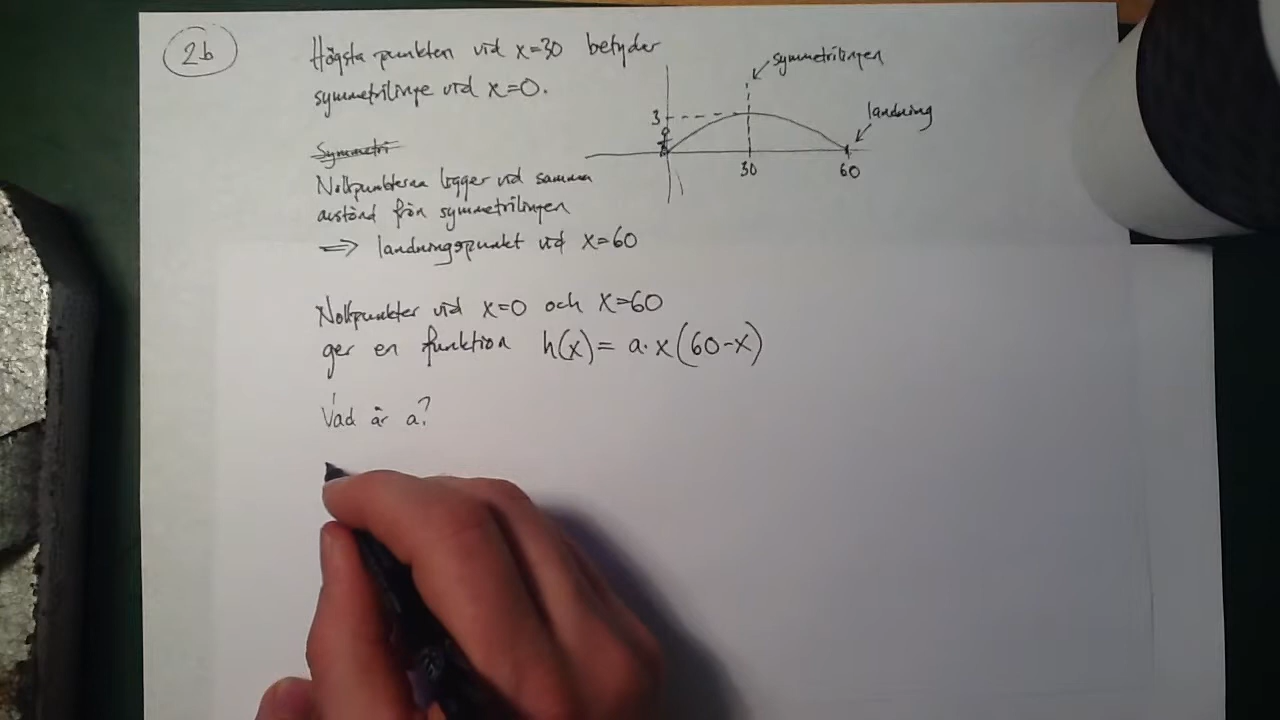 2b
Högsta punkten vid x=30 betyder
symmetrilinje vid x=0.
Symmetri
Nollpunkterna ligger vid samma
avstånd från symmetrilinjen
⇒ landningspunkt vid x=60
symmetrilinjen
landning
3
30
60
Nollpunkter vid x=0 och x=60
ger en funktion h(x)= a·x(60-x)
Vad är a?